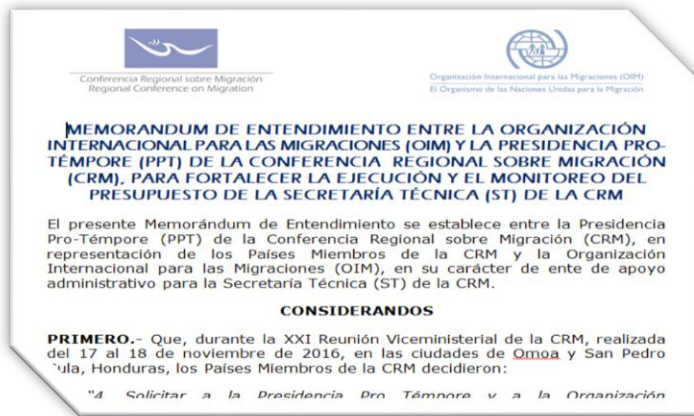 Conferencia Regional sobre Migración
Regional Conference on Migration
Organización Internacional para las Migraciones (OIM)
El Organismo de las Naciones Unidas para la Migración
MEMORANDUM DE ENTENDIMIENTO ENTRE LA ORGANIZACIÓN
INTERNACIONAL PARA LAS MIGRACIONES (OIM) Y LA PRESIDENCIA PRO-
TÉMPORE (PPT) DE LA CONFERENCIA REGIONAL SOBRE MIGRACIÓN
(CRM), PARA FORTALECER LA EJECUCIÓN Y EL MONITOREO DEL
PRESUPUESTO DE LA SECRETARÍA TÉCNICA (ST) DE LA CRM
El presente Memorándum de Entendimiento se establece entre la Presidencia
Pro-Témpore (PPT) de la Conferencia Regional sobre Migración (CRM), en
representación de los Países Miembros de la CRM y la Organización
Internacional para las Migraciones (OIM), en su carácter de ente de apoyo
administrativo para la Secretaría Técnica (ST) de la CRM.
CONSIDERANDOS
PRIMERO.- Que, durante la XXI Reunión Viceministerial de la CRM, realizada
del 17 al 18 de noviembre de 2016, en las ciudades de Omoa y San Pedro
Sula, Honduras, los Países Miembros de la CRM decidieron:
"4. Solicitar a la Presidencia Pro Témpore y a la Organización